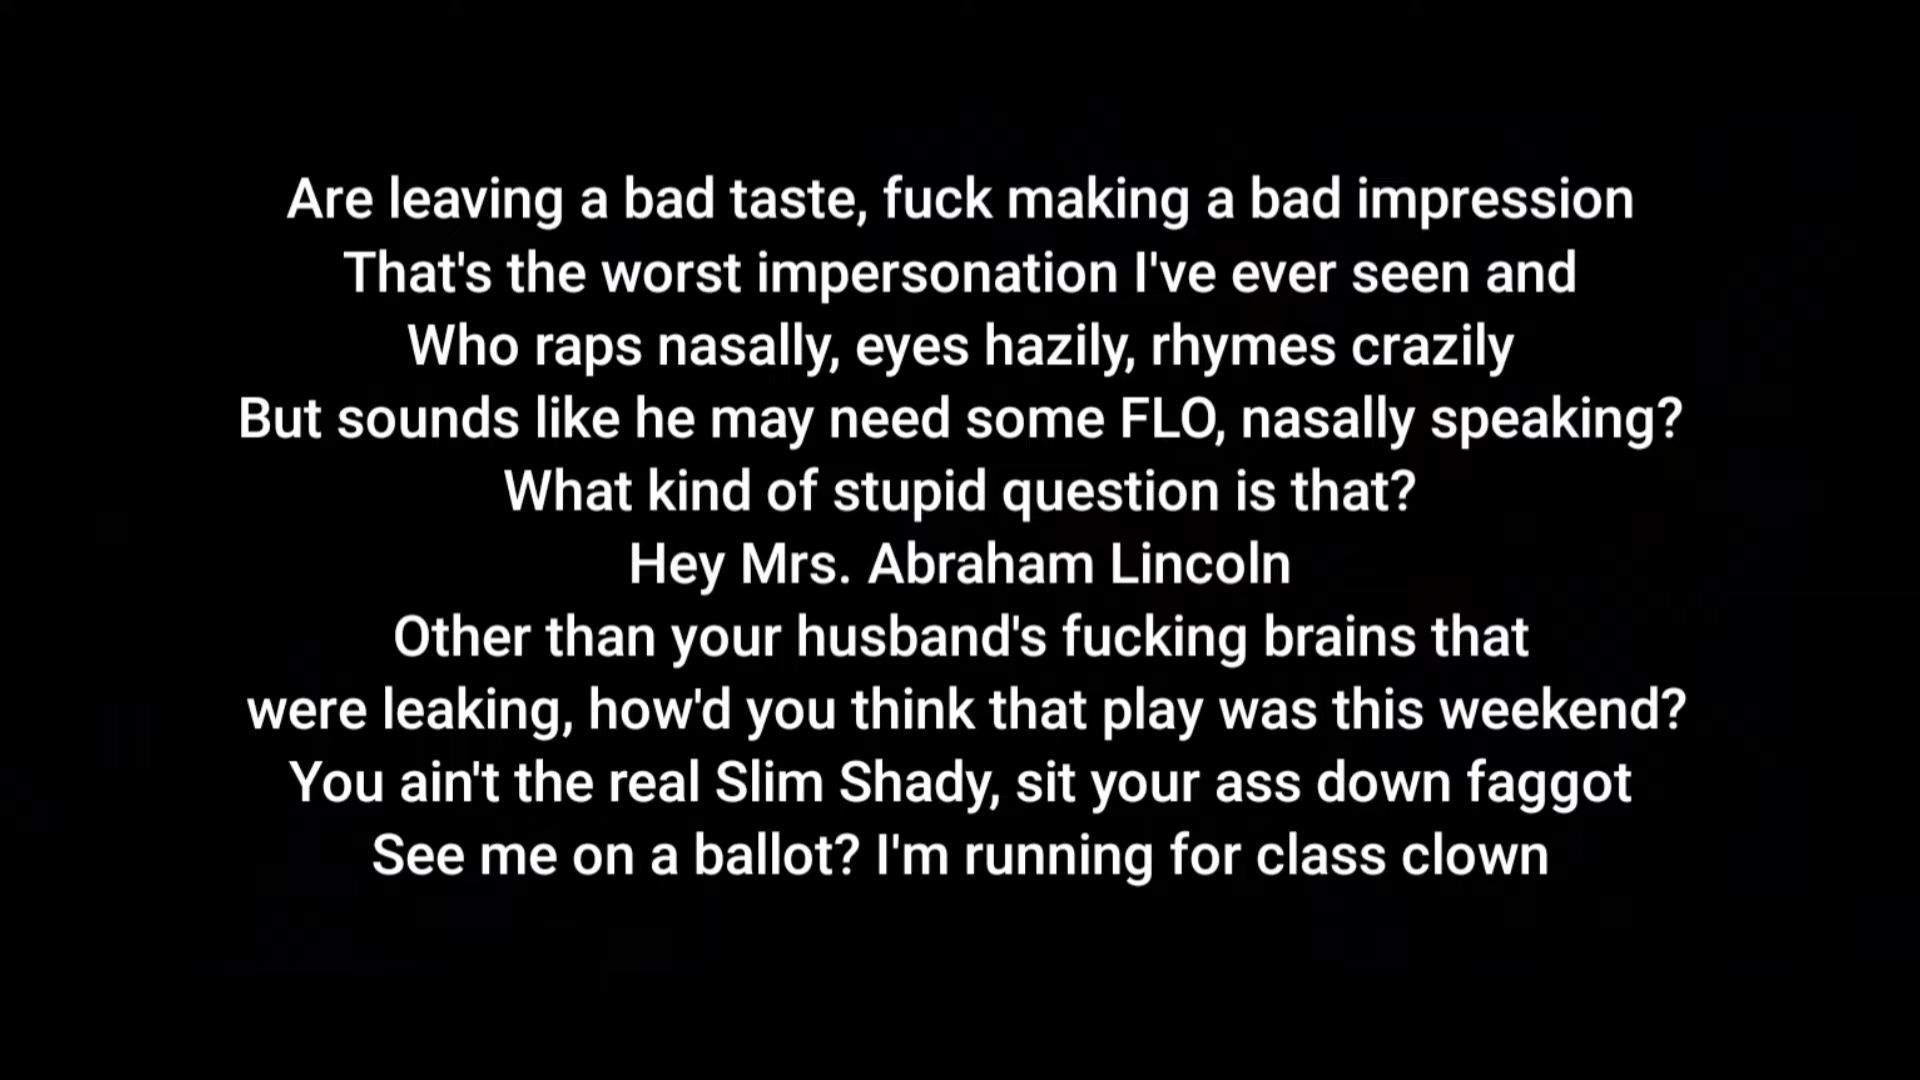 Are leaving a bad taste, fuck making a bad impression
That's the worst impersonation I've ever seen and
Who raps nasally, eyes hazily, rhymes crazily
But sounds like he may need some FLO, nasally speaking?
What kind of stupid question is that?
Hey Mrs. Abraham Lincoln
Other than your husband's fucking brains that
were leaking, how'd you think that play was this weekend?
You ain't the real Slim Shady, sit your ass down faggot
See me on a ballot? I'm running for class clown